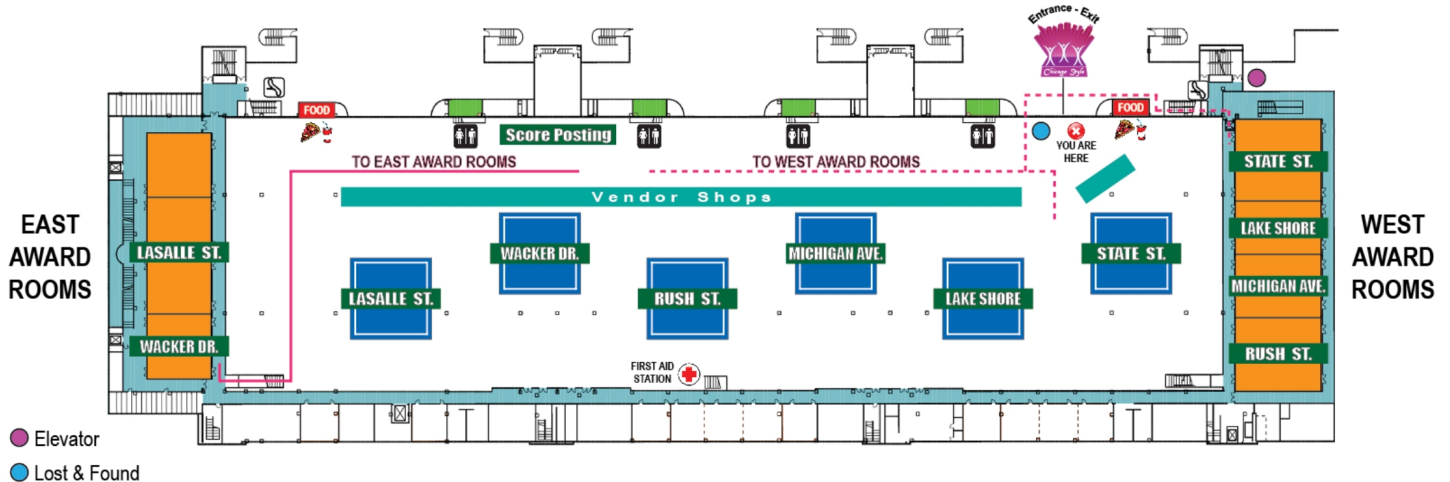 Entrance - Exit
Chicago Style
FOOD
FOOD
Score Posting
YOU ARE
HERE
TO EAST AWARD ROOMS
TO WEST AWARD ROOMS
Vendor Shops
EAST
AWARD
ROOMS
LASALLE ST.
WACKER DR.
WACKER DR.
MICHIGAN AVE.
STATE ST.
LASALLE ST.
RUSH ST.
LAKE SHORE
STATE ST.
LAKE SHORE
MICHIGAN AVE.
RUSH ST.
WEST
AWARD
ROOMS
FIRST AID
STATION
Elevator
Lost & Found